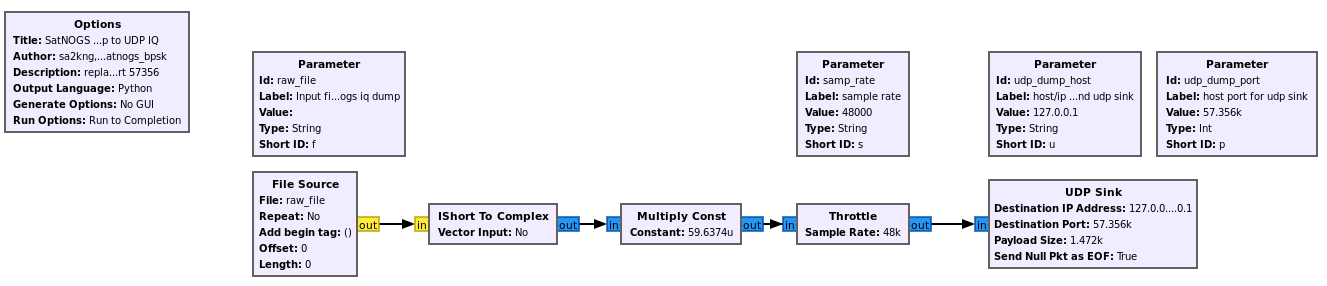 Options
Title: SatNOGS ...p to UDP IQ
Author: sa2kng,...atnogs_bpsk
Description: repla...rt 57356
Output Language: Python
Generate Options: No GUI
Run Options: Run to Completion
Parameter
Id: raw_file
Label: Input fi...ogs iq dump
Value:
Type: String
Short ID: f
Parameter
Id: samp_rate
Label: sample rate
Value: 48000
Type: String
Short ID: s
Parameter
Id: udp_dump_host
Label: host/ip ...nd udp sink
Value: 127.0.0.1
Type: String
Short ID: u
Parameter
Id: udp_dump_port
Label: host port for udp sink
Value: 57.356k
Type: Int
Short ID: p
File Source
File: raw_file
Repeat: No
Add begin tag: ()
Offset: 0
Length: 0
out
in
IShort To Complex
Vector Input: No
out
in
Multiply Const
Constant: 59.6374u
out
in
Throttle
Sample Rate: 48k
out
in
UDP Sink
Destination IP Address: 127.0.0....0.1
Destination Port: 57.356k
Payload Size: 1.472k
Send Null Pkt as EOF: True